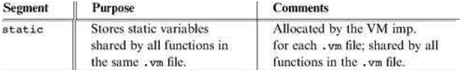 Segment Purpose Comments
static Stores static variables Allocated by the VM imp.
shared by all functions in for each .vm file; shared by all
the same .vm file. functions in the .vm file.